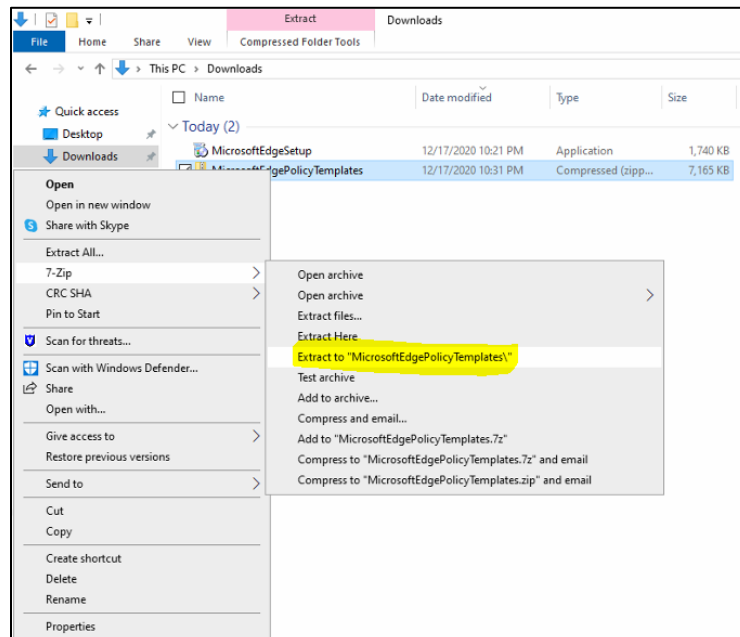 Extract
Downloads
File Home Share View Compressed Folder Tools
This PC > Downloads
Name Date modified Type Size
Quick access
Today (2)
Desktop
MicrosoftEdgeSetup 12/17/2020 10:21 PM Application 1,740 KB
Downloads
MicrosoftEdgePolicyTemplates 12/17/2020 10:31 PM Compressed (zipp... 7,165 KB
Open
Open in new window
Share with Skype
Extract All...
7-Zip
CRC SHA
Pin to Start
Scan for threats...
Scan with Windows Defender...
Share
Open with...
Give access to
Restore previous versions
Send to
Cut
Copy
Create shortcut
Delete
Rename
Properties
Open archive
Open archive
Extract files...
Extract Here
Extract to "MicrosoftEdgePolicyTemplates\"
Test archive
Add to archive...
Compress and email...
Add to "MicrosoftEdgePolicyTemplates.7z"
Compress to "MicrosoftEdgePolicyTemplates.7z" and email
Compress to "MicrosoftEdgePolicyTemplates.zip" and email